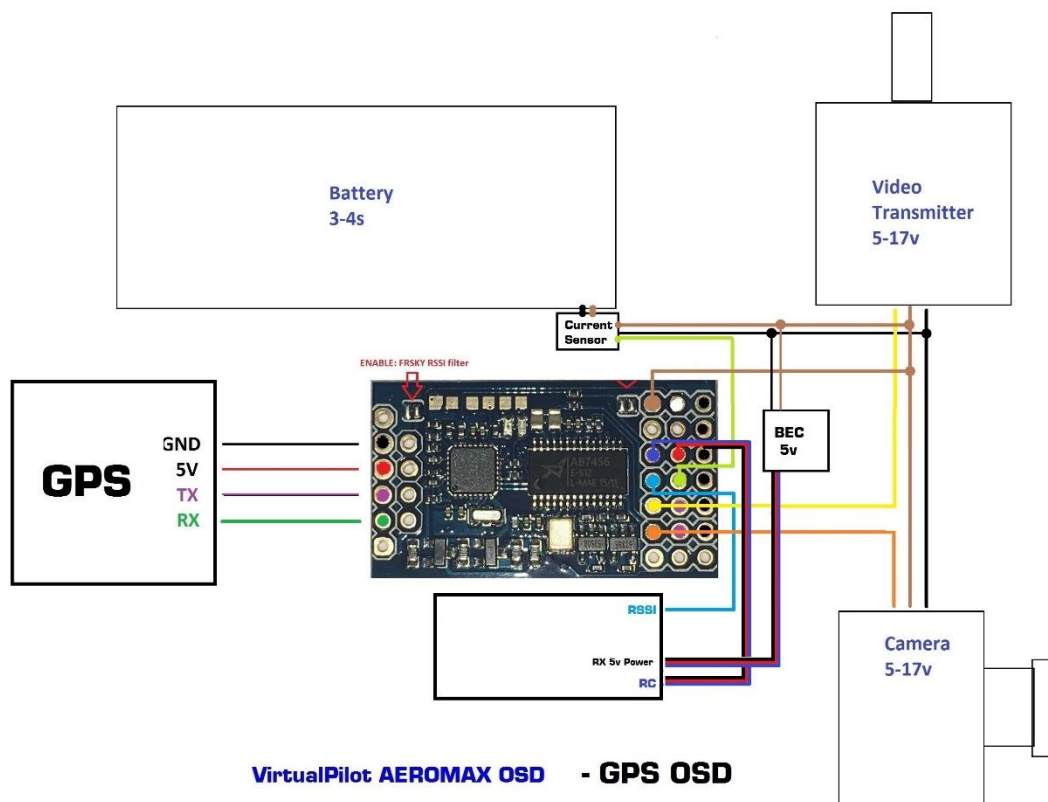 Battery
3-4s
Video
Transmitter
5-17v
Current
Sensor
ENABLE: FRSKY RSSI filter
BEC
5v
GPS
GND
5V
TX
RX
AB7456
RSSI
RX 5v Power
RC
Camera
5-17v
VirtualPilot AEROMAX OSD - GPS OSD